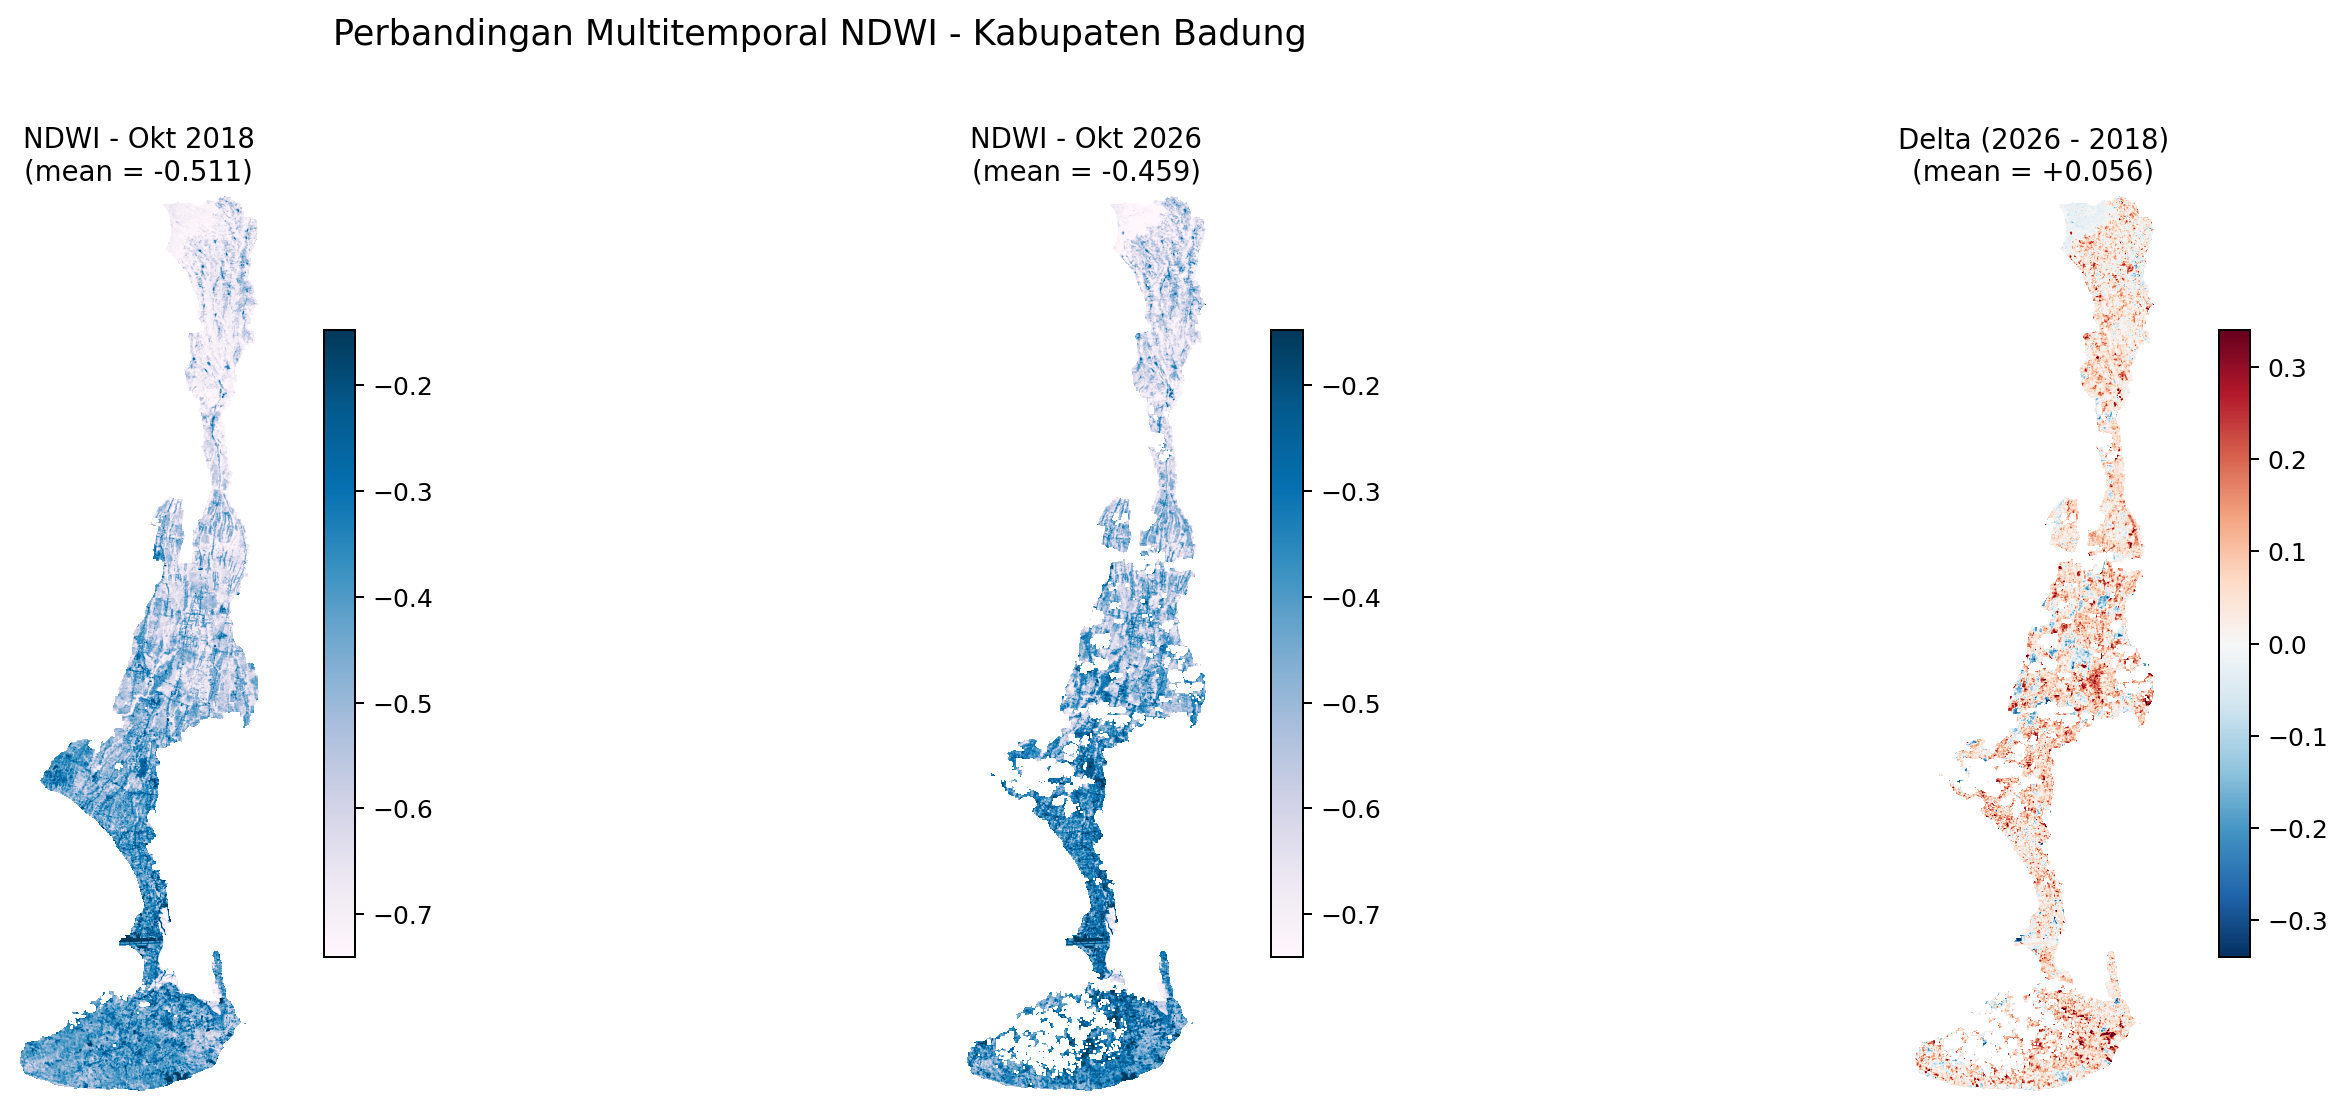 Perbandingan Multitemporal NDWI - Kabupaten Badung
NDWI - Okt 2018
(mean = -0.511)
−0.2
−0.3
−0.4
−0.5
−0.6
−0.7
NDWI - Okt 2026
(mean = -0.459)
−0.2
−0.3
−0.4
−0.5
−0.6
−0.7
Delta (2026 - 2018)
(mean = +0.056)
0.3
0.2
0.1
0.0
−0.1
−0.2
−0.3